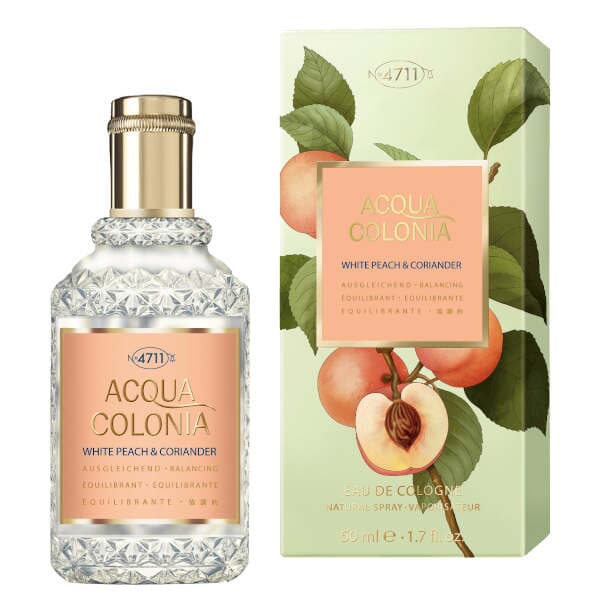 Nº4711
ACQUA
COLONIA
WHITE PEACH & CORIANDER
AUSGLEICHEND · BALANCING
ÉQUILIBRANT · EQUILIBRANTE
EQUILIBRANTE ·
Nº4711
ACQUA
COLONIA
WHITE PEACH & CORIANDER
AUSGLEICHEND · BALANCING
ÉQUILIBRANT · EQUILIBRANTE
EQUILIBRANTE ·
EAU DE COLOGNE
NATURAL SPRAY · VAPORISATEUR
50 ml e · 1.7 fl. oz.